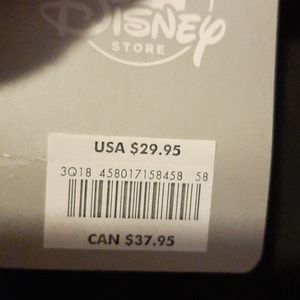 DISNEY
STORE
USA $29.95
3Q18 458017158458 58
CAN $37.95